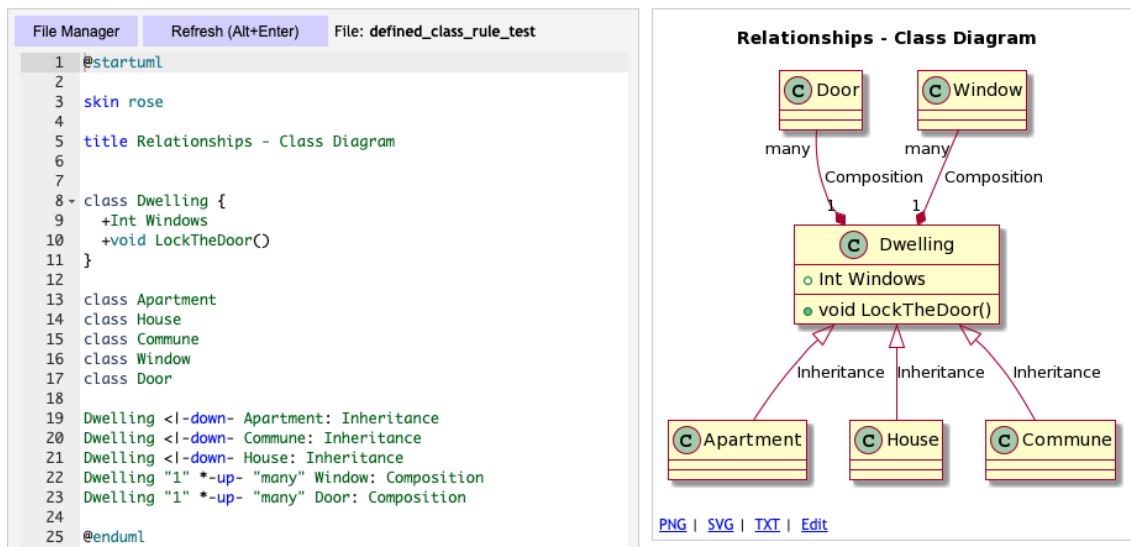 File Manager Refresh (Alt+Enter) File: defined_class_rule_test
1 @startuml
2
3 skin rose
4
5 title Relationships - Class Diagram
6
7
8 class Dwelling {
9 +Int Windows
10 +void LockTheDoor()
11 }
12
13 class Apartment
14 class House
15 class Commune
16 class Window
17 class Door
18
19 Dwelling <|-down- Apartment: Inheritance
20 Dwelling <|-down- Commune: Inheritance
21 Dwelling <|-down- House: Inheritance
22 Dwelling "1" *-up- "many" Window: Composition
23 Dwelling "1" *-up- "many" Door: Composition
24
25 @enduml
Relationships - Class Diagram
C Door C Window
many many
Composition Composition
1 1
C Dwelling
Int Windows
void LockTheDoor()
Inheritance Inheritance Inheritance
C Apartment C House C Commune
PNG | SVG | TXT | Edit